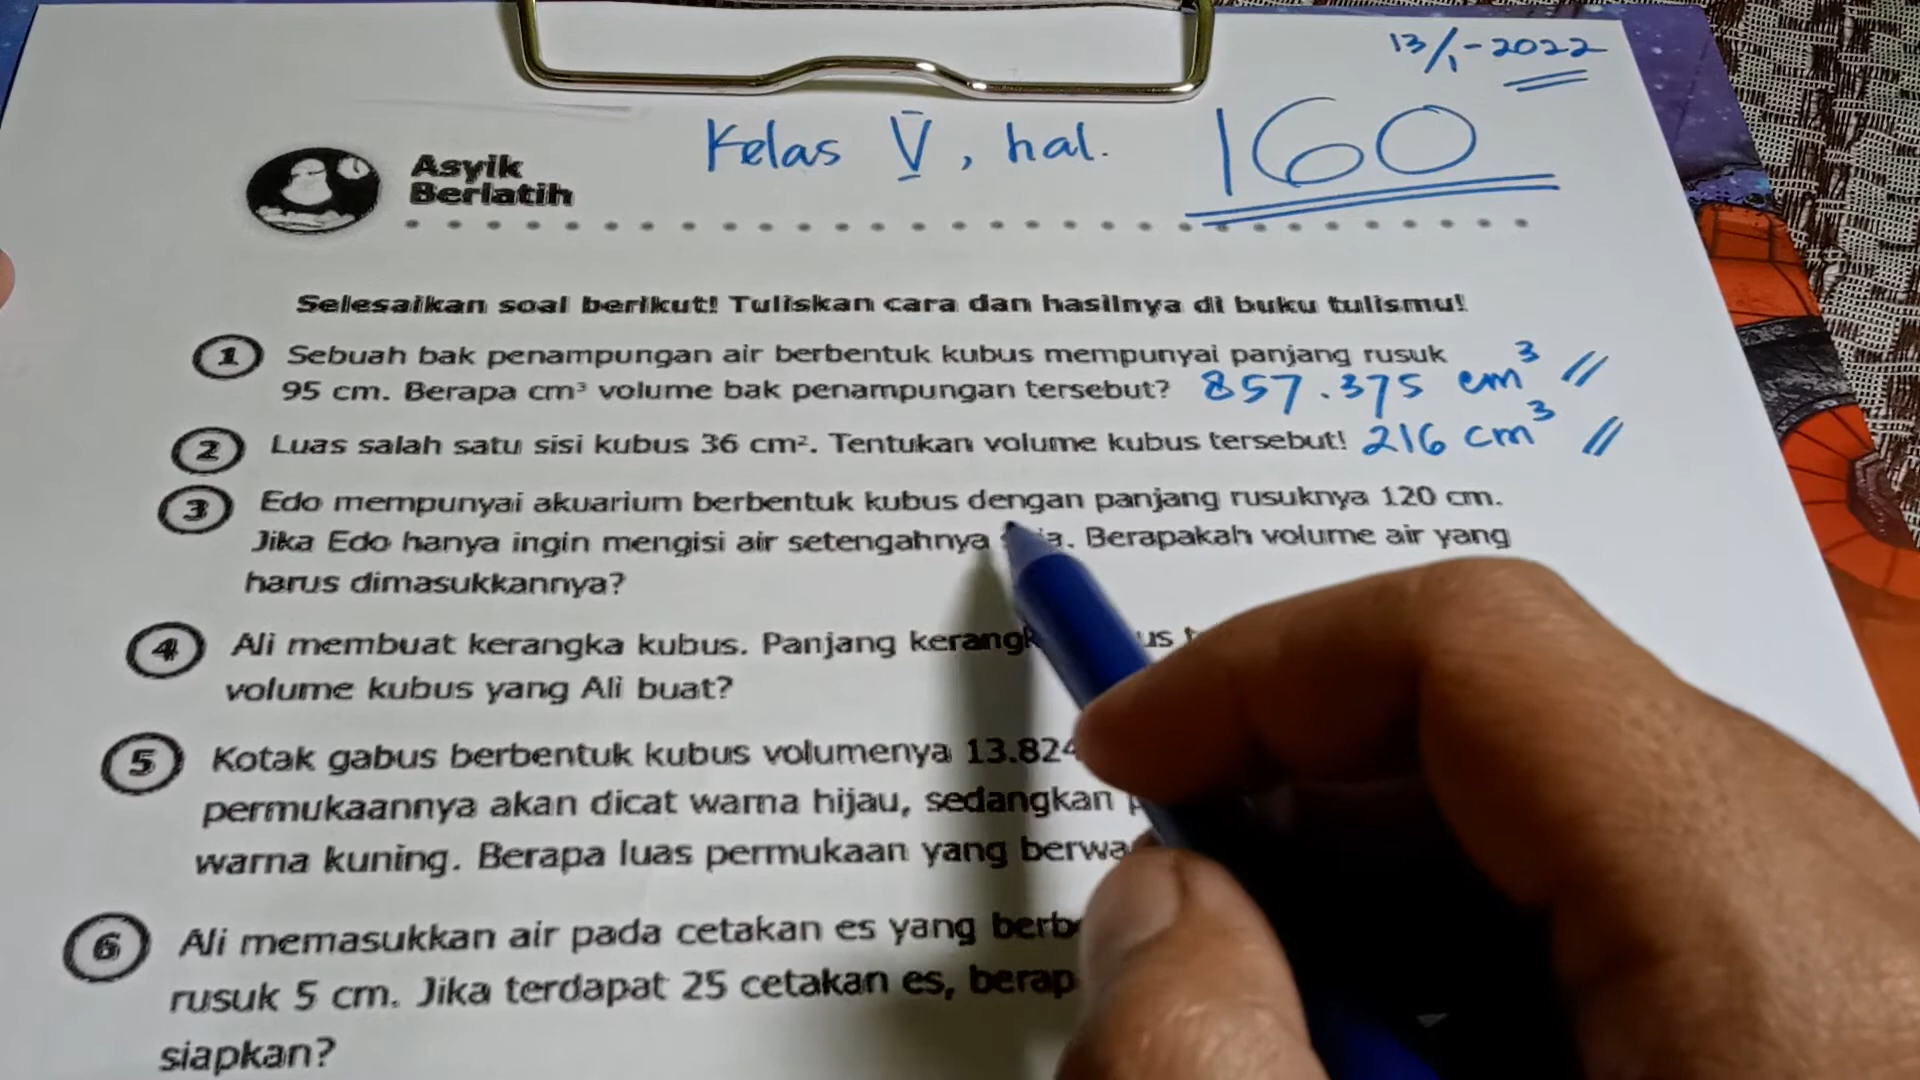 13/1-2022
Kelas V, hal. 160
Asyik
Berlatih
Selesaikan soal berikut! Tuliskan cara dan hasilnya di buku tulismu!
1 Sebuah bak penampungan air berbentuk kubus mempunyai panjang rusuk
95 cm. Berapa cm³ volume bak penampungan tersebut? 857.375 cm³ //
2 Luas salah satu sisi kubus 36 cm². Tentukan volume kubus tersebut! 216 cm³ //
3 Edo mempunyai akuarium berbentuk kubus dengan panjang rusuknya 120 cm.
Jika Edo hanya ingin mengisi air setengahnya Berapakah volume air yang
harus dimasukkannya?
4 Ali membuat kerangka kubus. Panjang
volume kubus yang Ali buat?
5 Kotak gabus berbentuk kubus volumenya 13.824
permukaannya akan dicat warna hijau, sedangkan
warna kuning. Berapa luas permukaan yang
6 Ali memasukkan air pada cetakan es yang
rusuk 5 cm. Jika terdapat 25 cetakan es,
siapkan?